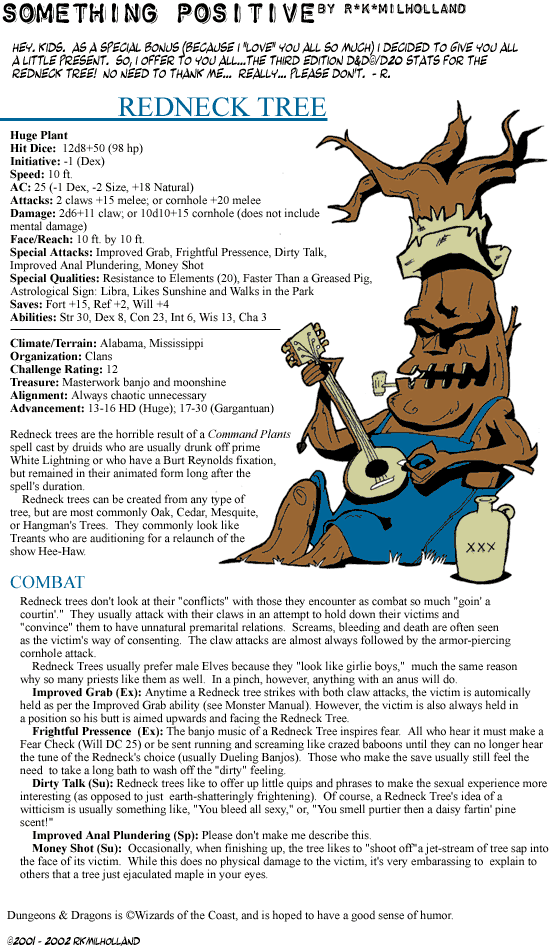 SOMETHING POSITIVE BY R*K*MILHOLLAND
HEY, KIDS. AS A SPECIAL BONUS (BECAUSE I "LOVE" YOU ALL SO MUCH) I DECIDED TO GIVE YOU ALL
A LITTLE PRESENT. SO, I OFFER TO YOU ALL...THE THIRD EDITION D&D©/D20 STATS FOR THE
REDNECK TREE! NO NEED TO THANK ME... REALLY... PLEASE DON'T. - R.
REDNECK TREE
Huge Plant
Hit Dice: 12d8+50 (98 hp)
Initiative: -1 (Dex)
Speed: 10 ft.
AC: 25 (-1 Dex, -2 Size, +18 Natural)
Attacks: 2 claws +15 melee; or cornhole +20 melee
Damage: 2d6+11 claw; or 10d10+15 cornhole (does not include
mental damage)
Face/Reach: 10 ft. by 10 ft.
Special Attacks: Improved Grab, Frightful Pressence, Dirty Talk,
Improved Anal Plundering, Money Shot
Special Qualities: Resistance to Elements (20), Faster Than a Greased Pig,
Astrological Sign: Libra, Likes Sunshine and Walks in the Park
Saves: Fort +15, Ref +2, Will +4
Abilities: Str 30, Dex 8, Con 23, Int 6, Wis 13, Cha 3
Climate/Terrain: Alabama, Mississippi
Organization: Clans
Challenge Rating: 12
Treasure: Masterwork banjo and moonshine
Alignment: Always chaotic unnecessary
Advancement: 13-16 HD (Huge); 17-30 (Gargantuan)
Redneck trees are the horrible result of a Command Plants
spell cast by druids who are usually drunk off prime
White Lightning or who have a Burt Reynolds fixation,
but remained in their animated form long after the
spell's duration.
Redneck trees can be created from any type of
tree, but are most commonly Oak, Cedar, Mesquite,
or Hangman's Trees. They commonly look like
Treants who are auditioning for a relaunch of the
show Hee-Haw.
XXX
COMBAT
Redneck trees don't look at their "conflicts" with those they encounter as combat so much "goin' a
courtin'." They usually attack with their claws in an attempt to hold down their victims and
"convince" them to have unnatural premarital relations. Screams, bleeding and death are often seen
as the victim's way of consenting. The claw attacks are almost always followed by the armor-piercing
cornhole attack.
Redneck Trees usually prefer male Elves because they "look like girlie boys," much the same reason
why so many priests like them as well. In a pinch, however, anything with an anus will do.
Improved Grab (Ex): Anytime a Redneck tree strikes with both claw attacks, the victim is automically
held as per the Improved Grab ability (see Monster Manual). However, the victim is also always held in
a position so his butt is aimed upwards and facing the Redneck Tree.
Frightful Pressence (Ex): The banjo music of a Redneck Tree inspires fear. All who hear it must make a
Fear Check (Will DC 25) or be sent running and screaming like crazed baboons until they can no longer hear
the tune of the Redneck's choice (usually Dueling Banjos). Those who make the save usually still feel the
need to take a long bath to wash off the "dirty" feeling.
Dirty Talk (Su): Redneck trees like to offer up little quips and phrases to make the sexual experience more
interesting (as opposed to just earth-shatteringly frightening). Of course, a Redneck Tree's idea of a
witticism is usually something like, "You bleed all sexy," or, "You smell purtier then a daisy fartin' pine
scent!"
Improved Anal Plundering (Sp): Please don't make me describe this.
Money Shot (Su): Occasionally, when finishing up, the tree likes to "shoot off"a jet-stream of tree sap into
the face of its victim. While this does no physical damage to the victim, it's very embarassing to explain to
others that a tree just ejaculated maple in your eyes.
Dungeons & Dragons is ©Wizards of the Coast, and is hoped to have a good sense of humor.
©2001 - 2002 RKMILHOLLAND